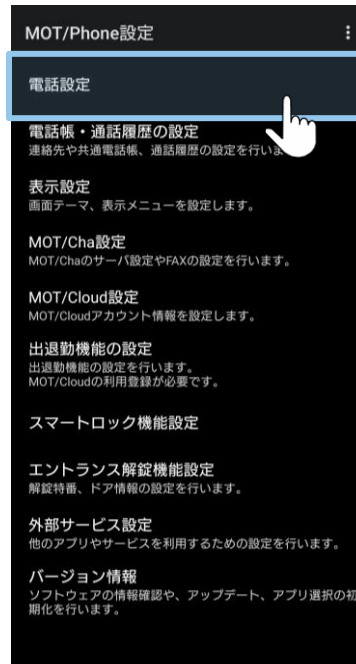 MOT/Phone設定
電話設定
電話帳・通話履歴の設定
連絡先や共通電話帳、通話履歴の設定を行いま
表示設定
画面テーマ、表示メニューを設定します。
MOT/Cha設定
MOT/Chaのサーバ設定やFAXの設定を行います。
MOT/Cloud設定
MOT/Cloudアカウント情報を設定します。
出退勤機能の設定
出退勤機能の設定を行います。
MOT/Cloudの利用登録が必要です。
スマートロック機能設定
エントランス解錠機能設定
解錠特番、ドア情報の設定を行います。
外部サービス設定
他のアプリやサービスを利用するための設定を行います。
バージョン情報
ソフトウェアの情報確認や、アップデート、アプリ選択の初
期化を行います。